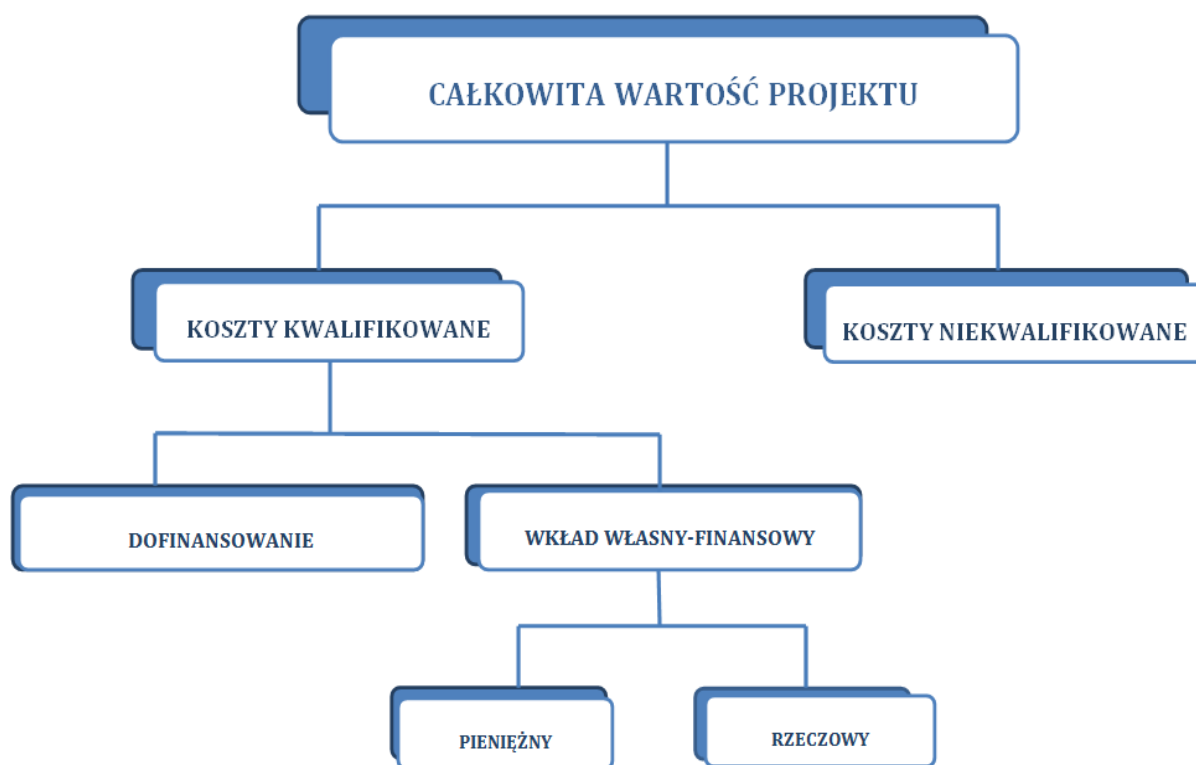 CAŁKOWITA WARTOŚĆ PROJEKTU
KOSZTY KWALIFIKOWANE
KOSZTY NIEKWALIFIKOWANE
DOFINANSOWANIE
WKŁAD WŁASNY-FINANSOWY
PIENIĘŻNY
RZECZOWY